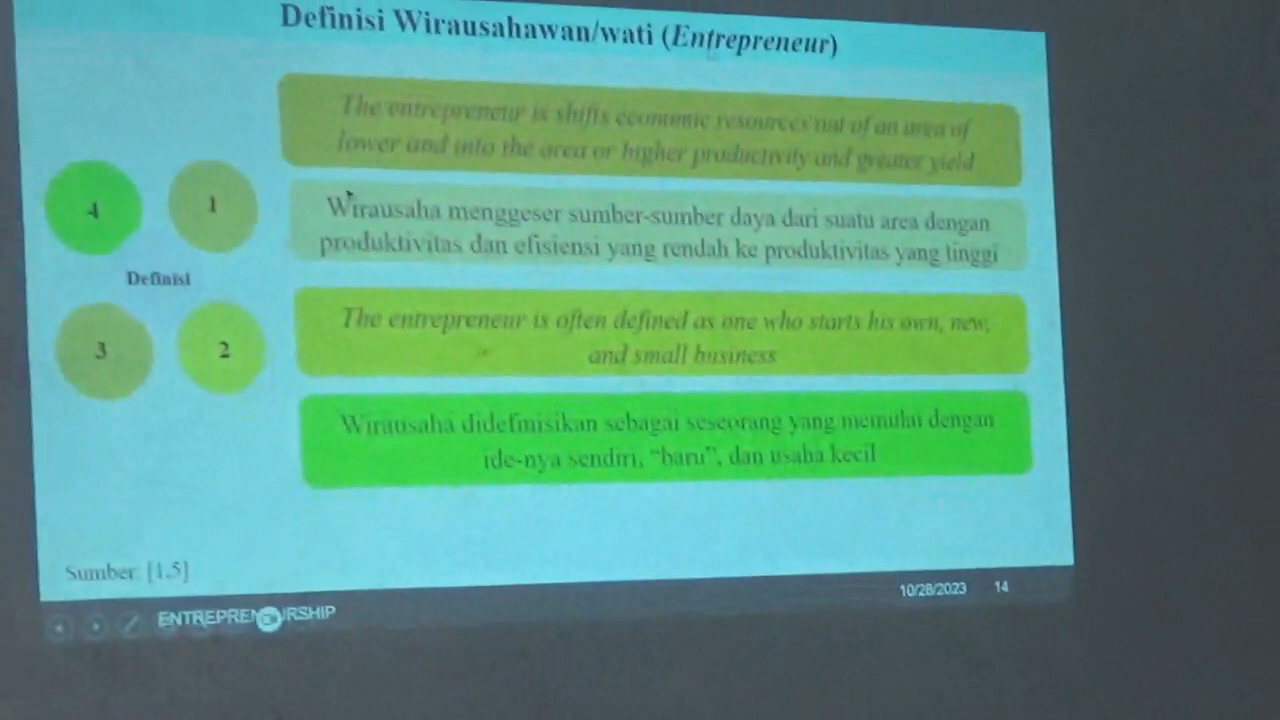 Definisi Wirausahawan/wati (Entrepreneur)
The entrepreneur is shifts economic resources out of an area of
lower and into the area or higher productivity and greater yield
4
1
Wirausaha menggeser sumber-sumber daya dari suatu area dengan
produktivitas dan efisiensi yang rendah ke produktivitas yang tinggi
Definisi
The entrepreneur is often defined as one who starts his own, new,
and small business
3
2
Wirausaha didefinisikan sebagai seseorang yang memulai dengan
ide-nya sendiri, “baru”, dan usaha kecil
Sumber: [1,5]
10/28/2023 14